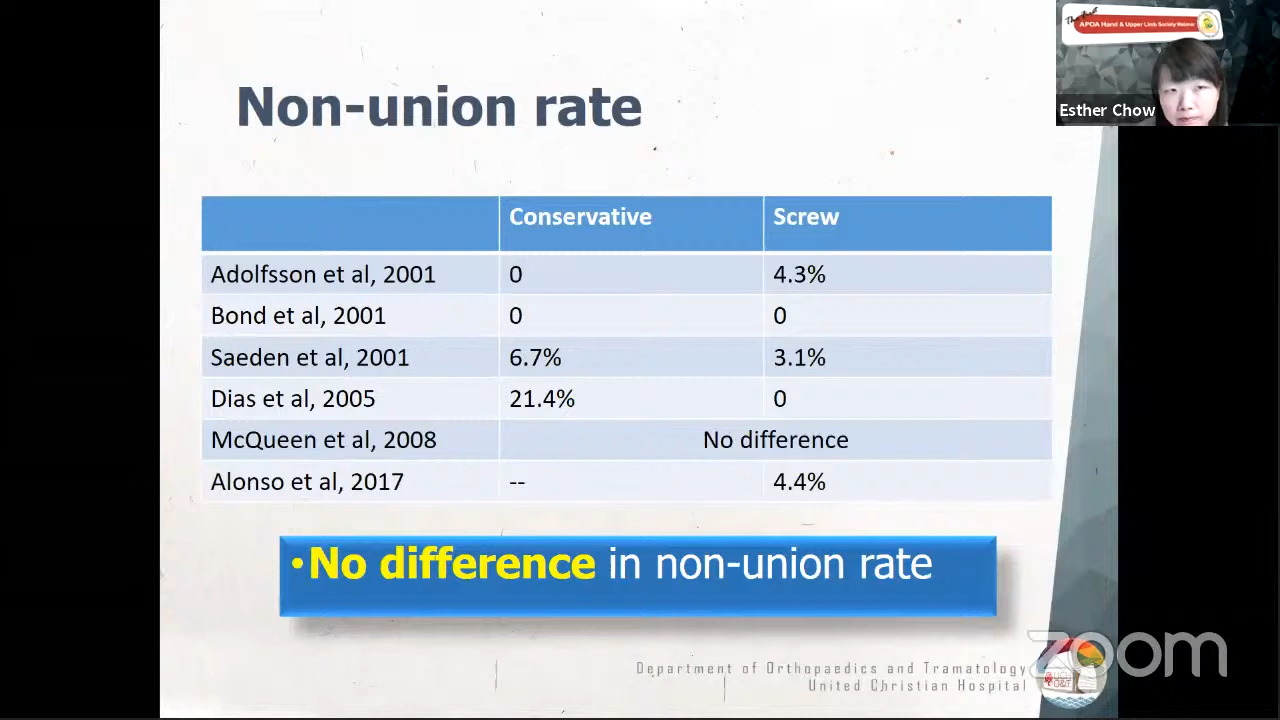 The First
APOA Hand & Upper Limb Society Webinar
Esther Chow
Non-union rate
Conservative Screw
Adolfsson et al, 2001 0 4.3%
Bond et al, 2001 0 0
Saeden et al, 2001 6.7% 3.1%
Dias et al, 2005 21.4% 0
McQueen et al, 2008 No difference
Alonso et al, 2017 -- 4.4%
•No difference in non-union rate
Department of Orthopaedics and Tramatology
United Christian Hospital
zoom